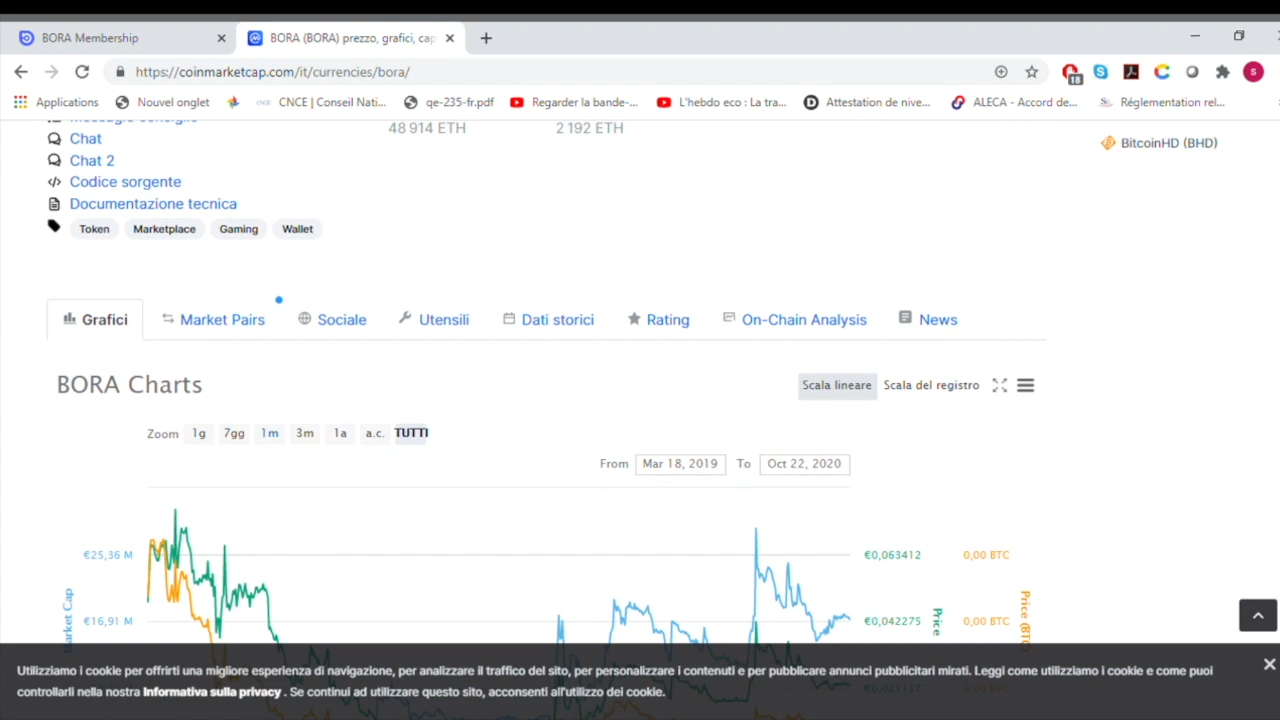 BORA Membership
BORA (BORA) prezzo, grafici, cap
https://coinmarketcap.com/it/currencies/bora/
18
S
Applications
Nouvel onglet
CNCE | Conseil Nati...
qe-235-fr.pdf
Regarder la bande-...
L'hebdo eco : La tra...
Attestation de nive...
ALECA - Accord de...
Réglementation rel...
48 914 ETH
2 192 ETH
BitcoinHD (BHD)
Chat
Chat 2
Codice sorgente
Documentazione tecnica
Token
Marketplace
Gaming
Wallet
Grafici
Market Pairs
Sociale
Utensili
Dati storici
Rating
On-Chain Analysis
News
BORA Charts
Scala lineare
Scala del registro
Zoom 1g 7gg 1m 3m 1a a.c. TUTTI
From Mar 18, 2019 To Oct 22, 2020
€25,36 M
€0,063412
0,00 BTC
€16,91 M
€0,042275
0,00 BTC
Market Cap
Price
Price (BTC
Utilizziamo i cookie per offrirti una migliore esperienza di navigazione, per analizzare il traffico del sito, per personalizzare i contenuti e per pubblicare annunci pubblicitari mirati. Leggi come utilizziamo i cookie e come puoi
controllarli nella nostra Informativa sulla privacy . Se continui ad utilizzare questo sito, acconsenti all'utilizzo dei cookie.